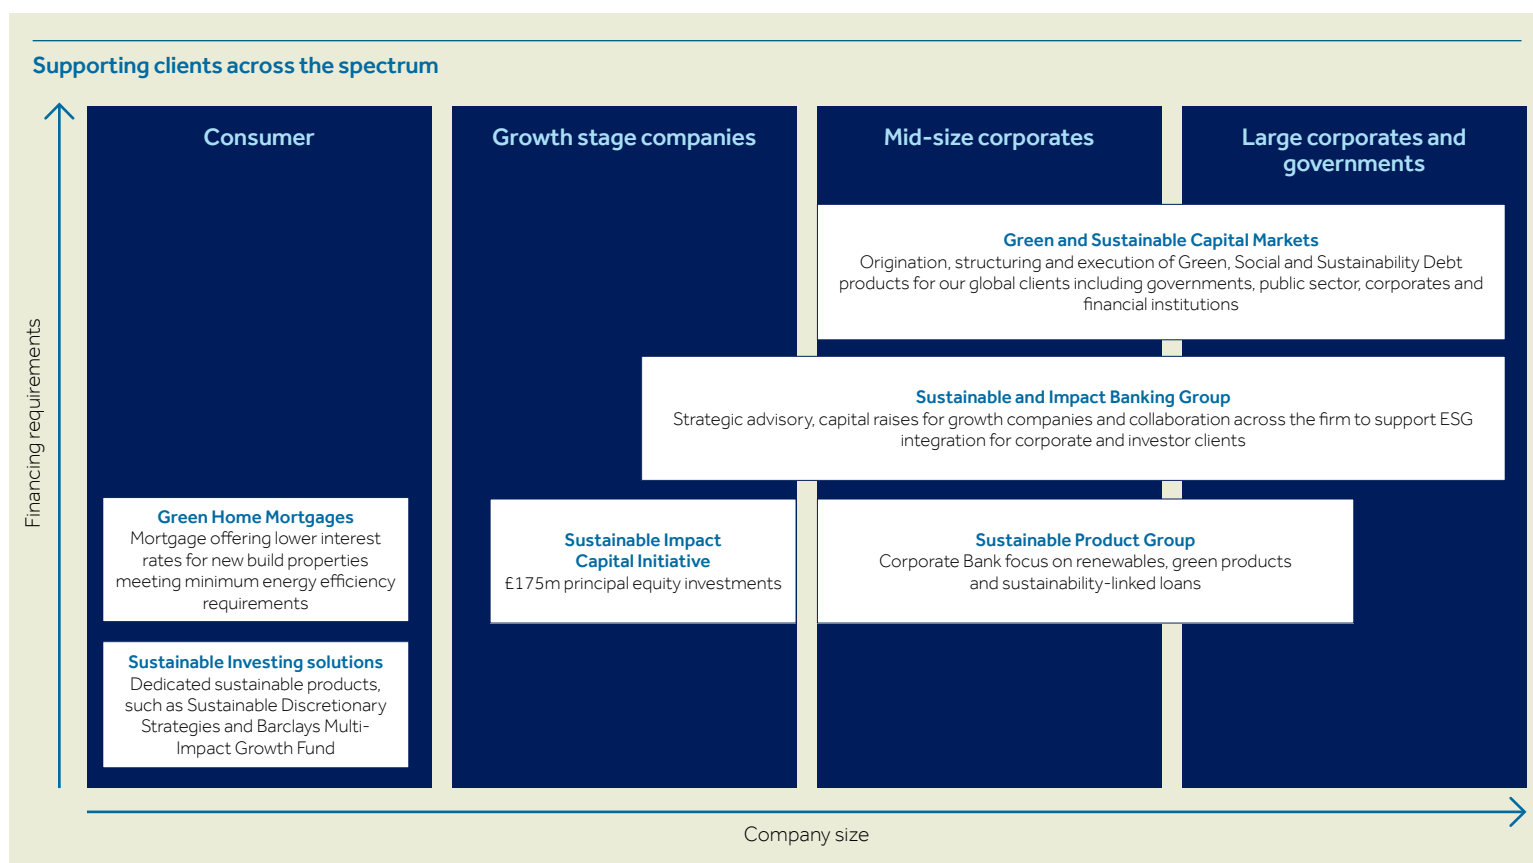 Supporting clients across the spectrum
Financing requirements
Consumer
Growth stage companies
Mid-size corporates
Large corporates and
governments
Green and Sustainable Capital Markets
Origination, structuring and execution of Green, Social and Sustainability Debt
products for our global clients including governments, public sector, corporates and
financial institutions
Sustainable and Impact Banking Group
Strategic advisory, capital raises for growth companies and collaboration across the firm to support ESG
integration for corporate and investor clients
Green Home Mortgages
Mortgage offering lower interest
rates for new build properties
meeting minimum energy efficiency
requirements
Sustainable Impact
Capital Initiative
£175m principal equity investments
Sustainable Product Group
Corporate Bank focus on renewables, green products
and sustainability-linked loans
Sustainable Investing solutions
Dedicated sustainable products,
such as Sustainable Discretionary
Strategies and Barclays Multi-
Impact Growth Fund
Company size